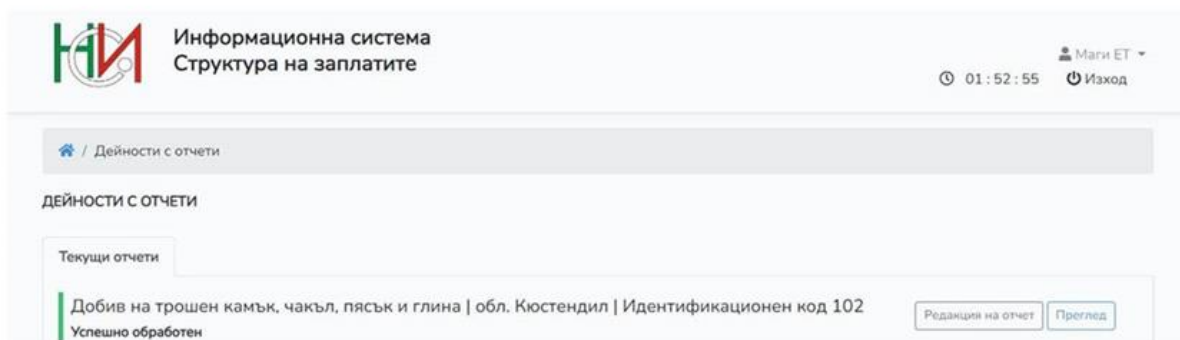 НСИ
Информационна система
Структура на заплатите
Маги ЕТ
01 : 52 : 55 Изход
/ Дейности с отчети
ДЕЙНОСТИ С ОТЧЕТИ
Текущи отчети
Добив на трошен камък, чакъл, пясък и глина | обл. Кюстендил | Идентификационен код 102
Редакция на отчет Преглед
Успешно обработен